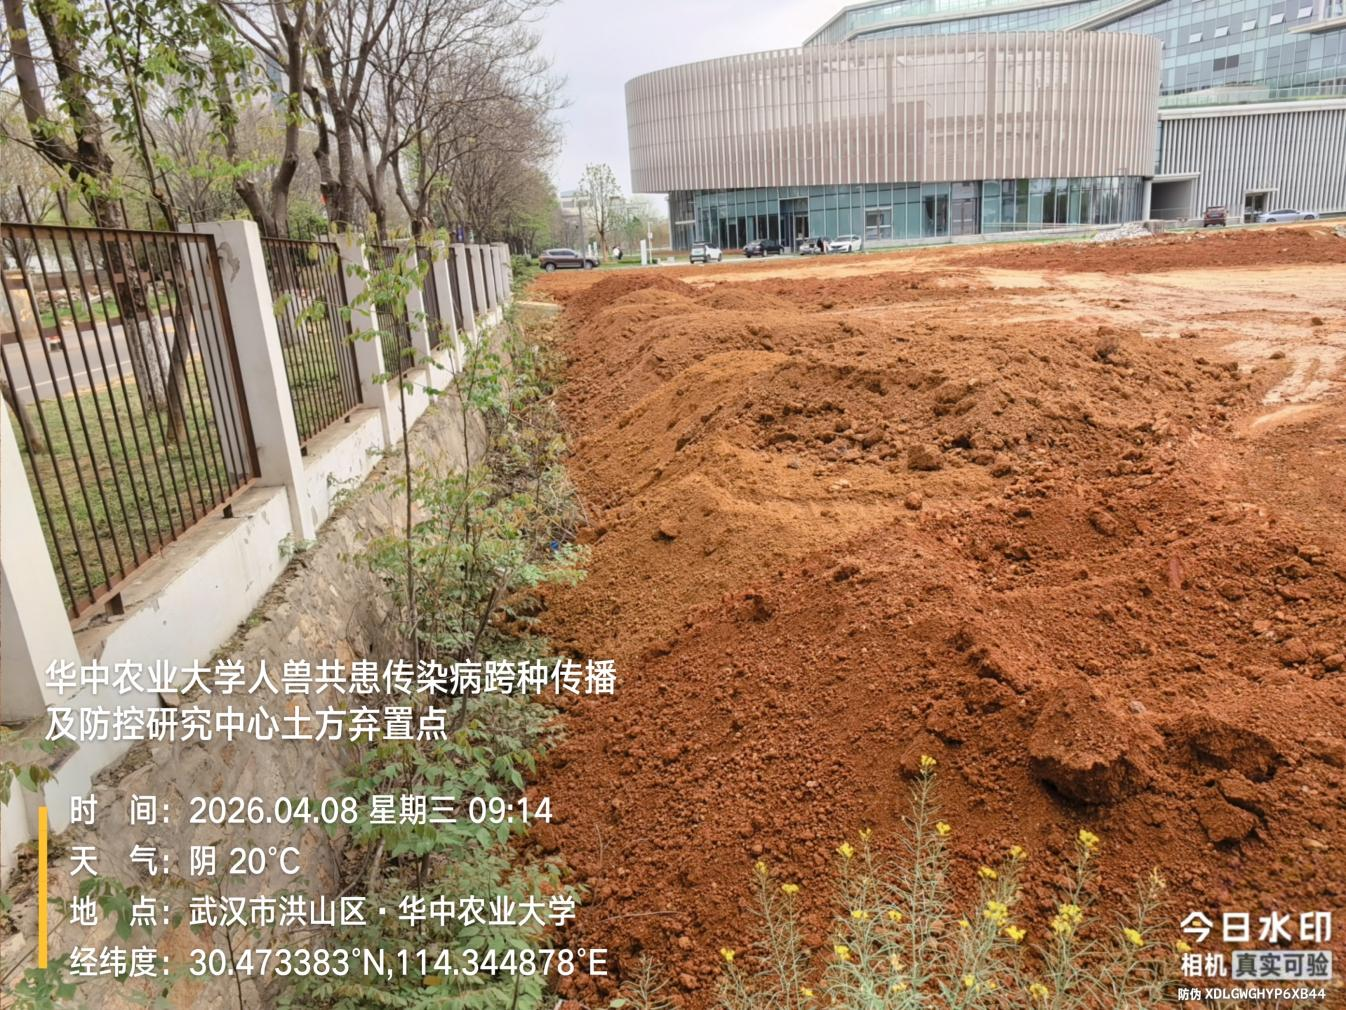 华中农业大学人兽共患传染病跨种传播
及防控研究中心土方弃置点
时 间：2026.04.08 星期三 09:14
天 气：阴 20°C
地 点：武汉市洪山区·华中农业大学
经纬度：30.473383°N,114.344878°E
今日水印
相机 真实可验
防伪 XDLGWGHYP6XB44